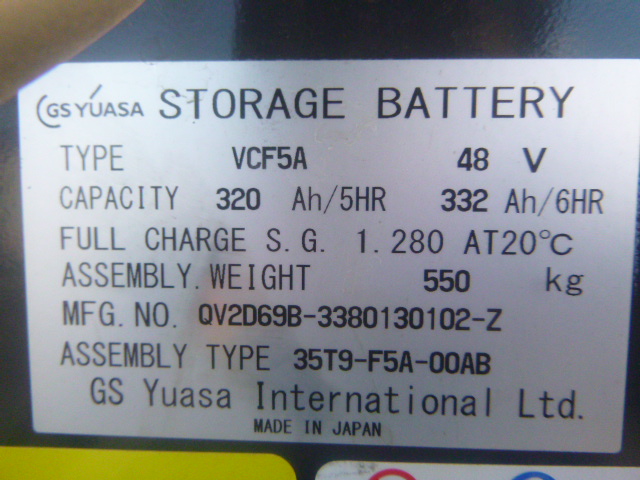 GS YUASA STORAGE BATTERY
TYPE VCF5A 48 V
CAPACITY 320 Ah/5HR 332 Ah/6HR
FULL CHARGE S.G. 1.280 AT20℃
ASSEMBLY.WEIGHT 550 kg
MFG.NO. QV2D69B-3380130102-Z
ASSEMBLY TYPE 35T9-F5A-00AB
GS Yuasa International Ltd.
MADE IN JAPAN